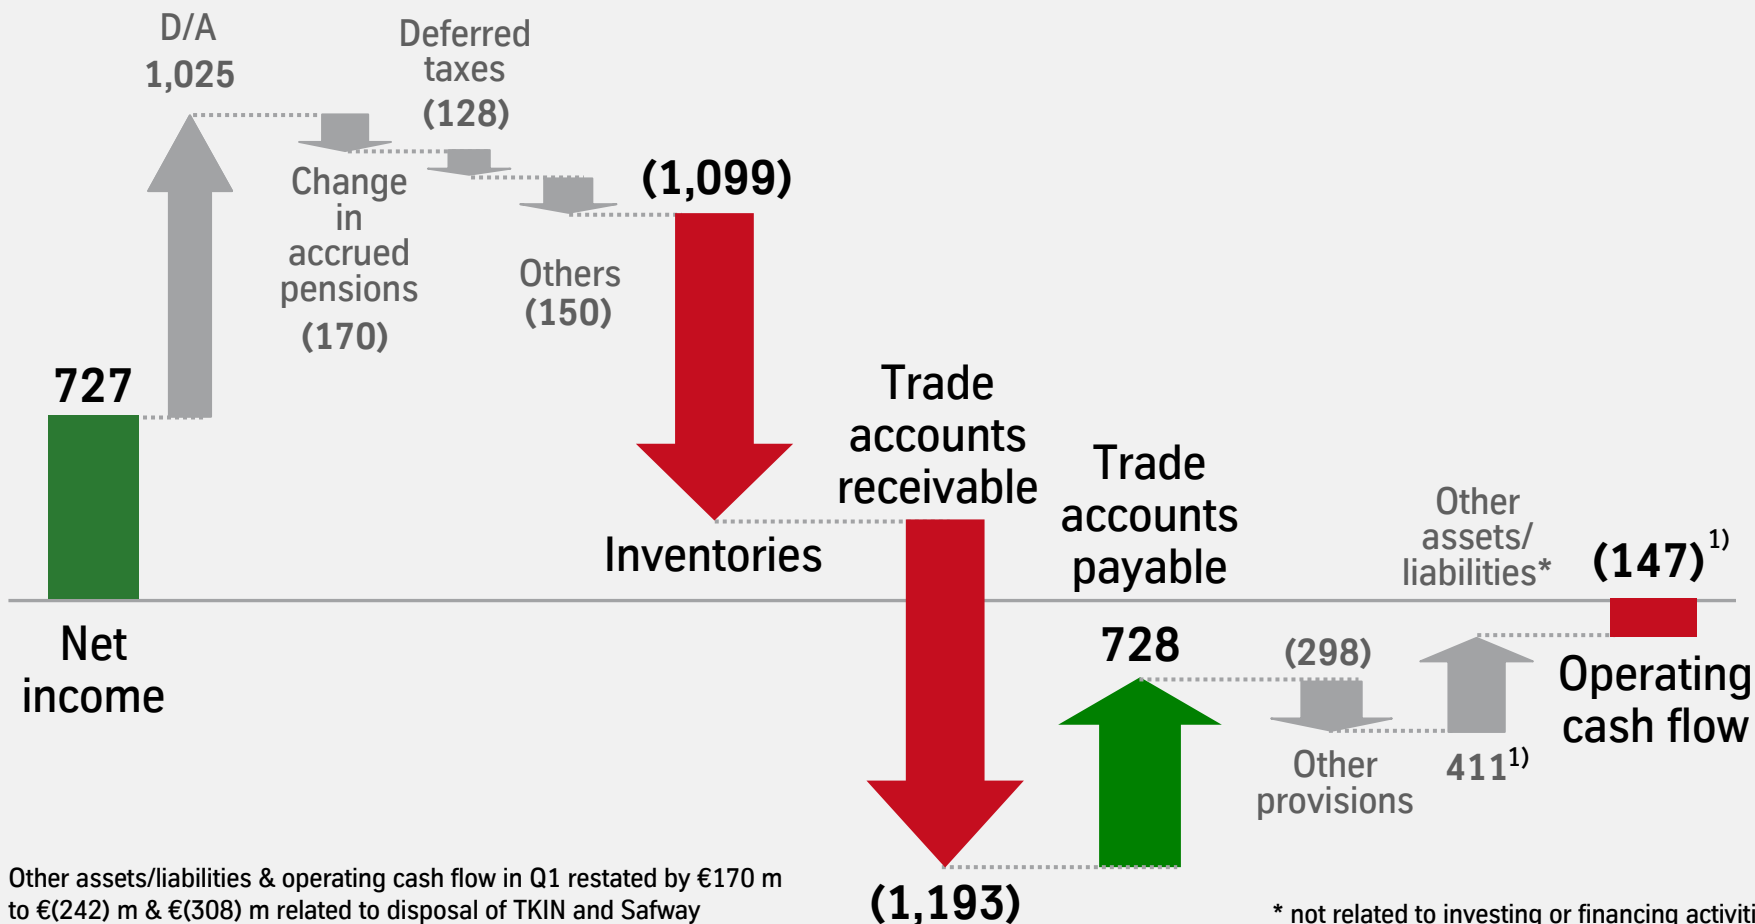 D/A
1,025
Deferred
taxes
(128)
Change
in
accrued
pensions
(170)
Others
(150)
(1,099)
Inventories
727
Net
income
Trade
accounts
receivable
(1,193)
Trade
accounts
payable
728
(298)
Other
provisions
Other
assets/
liabilities*
411¹⁾
(147)¹⁾
Operating
cash flow
Other assets/liabilities & operating cash flow in Q1 restated by €170 m
to €(242) m & €(308) m related to disposal of TKIN and Safway
* not related to investing or financing activiti